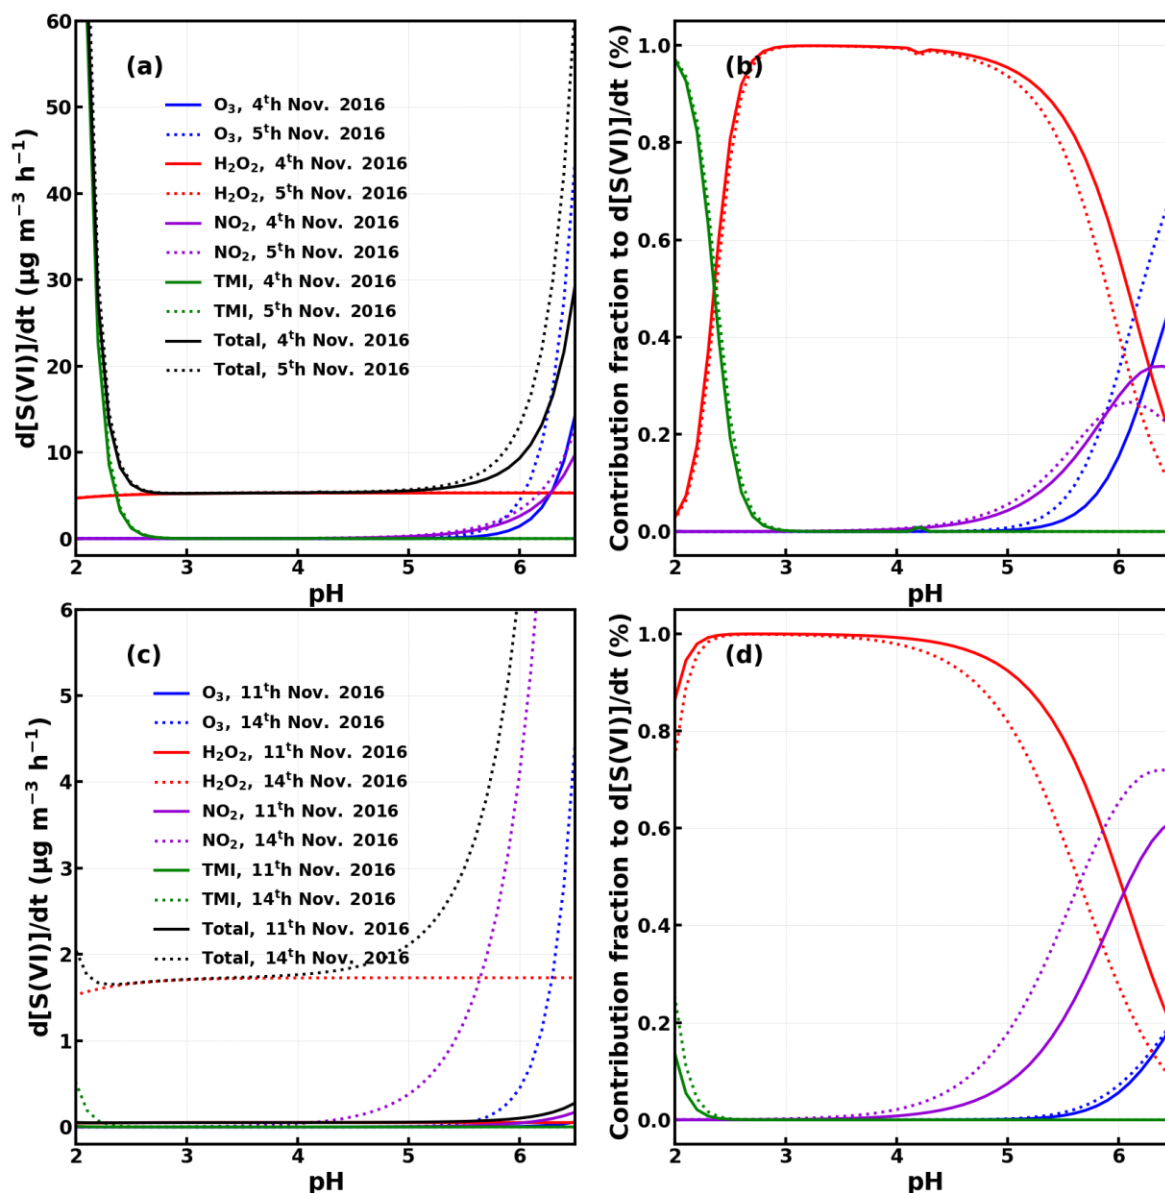 (a)
d[S(VI)]/dt (µg m⁻³ h⁻¹)
60
50
40
30
20
10
0
O₃, 4ᵗh Nov. 2016
O₃, 5ᵗh Nov. 2016
H₂O₂, 4ᵗh Nov. 2016
H₂O₂, 5ᵗh Nov. 2016
NO₂, 4ᵗh Nov. 2016
NO₂, 5ᵗh Nov. 2016
TMI, 4ᵗh Nov. 2016
TMI, 5ᵗh Nov. 2016
Total, 4ᵗh Nov. 2016
Total, 5ᵗh Nov. 2016
2 3 4 5 6
pH
(b)
Contribution fraction to d[S(VI)]/dt (%)
1.0
0.8
0.6
0.4
0.2
0.0
2 3 4 5 6
pH
(c)
d[S(VI)]/dt (µg m⁻³ h⁻¹)
6
5
4
3
2
1
0
O₃, 11ᵗh Nov. 2016
O₃, 14ᵗh Nov. 2016
H₂O₂, 11ᵗh Nov. 2016
H₂O₂, 14ᵗh Nov. 2016
NO₂, 11ᵗh Nov. 2016
NO₂, 14ᵗh Nov. 2016
TMI, 11ᵗh Nov. 2016
TMI, 14ᵗh Nov. 2016
Total, 11ᵗh Nov. 2016
Total, 14ᵗh Nov. 2016
2 3 4 5 6
pH
(d)
Contribution fraction to d[S(VI)]/dt (%)
1.0
0.8
0.6
0.4
0.2
0.0
2 3 4 5 6
pH